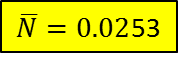 N̅ = 0.0253